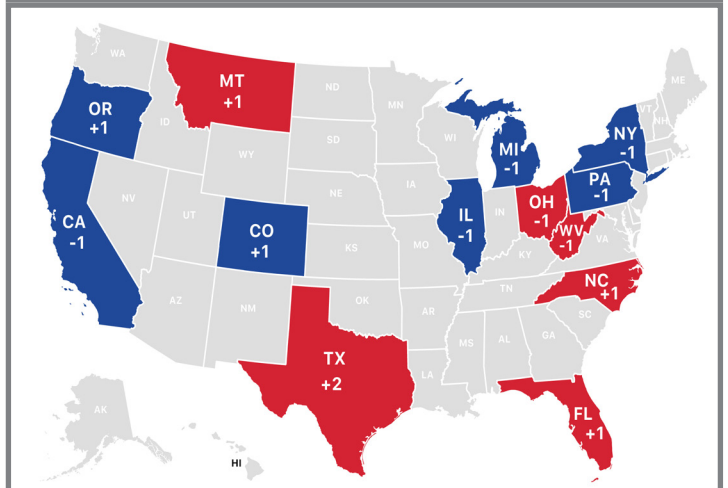 WA
MT
+1
ND
MN
ME
OR
+1
ID
SD
WI
MI
-1
VT
NH
NY
-1
WY
IA
NE
PA
-1
NV
UT
CO
+1
IL
-1
IN
OH
-1
WV
-1
VA
CA
-1
KS
MO
KY
NC
+1
AZ
NM
OK
AR
TN
SC
MS
AL
GA
TX
+2
LA
FL
+1
AK
HI